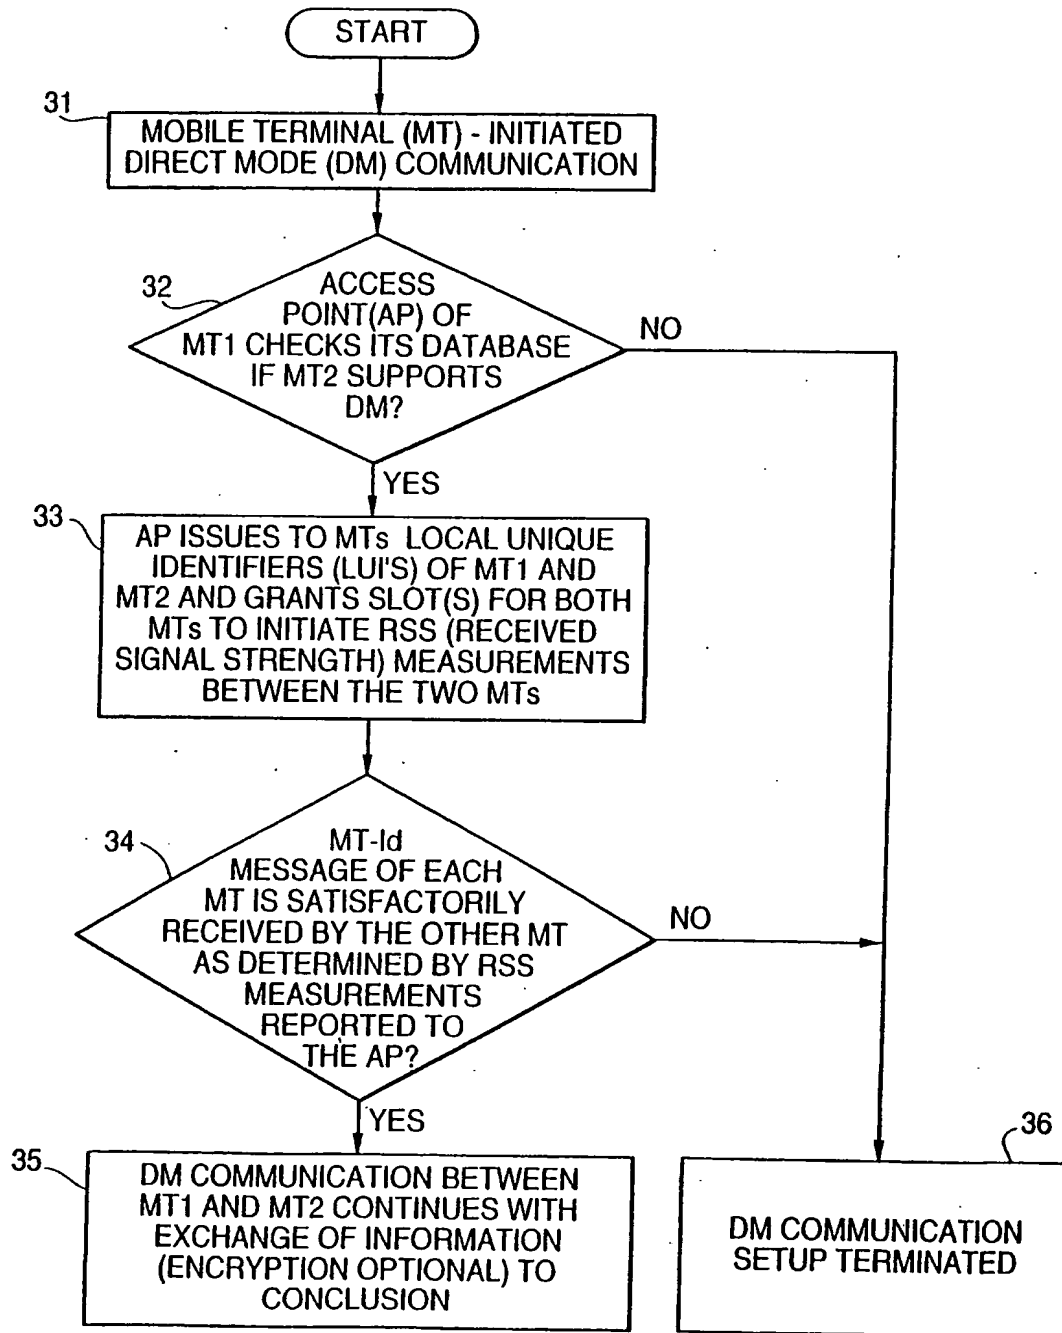 START
31
MOBILE TERMINAL (MT) - INITIATED
DIRECT MODE (DM) COMMUNICATION
32
ACCESS
POINT(AP) OF
MT1 CHECKS ITS DATABASE
IF MT2 SUPPORTS
DM?
NO
YES
33
AP ISSUES TO MTs LOCAL UNIQUE
IDENTIFIERS (LUI'S) OF MT1 AND
MT2 AND GRANTS SLOT(S) FOR BOTH
MTs TO INITIATE RSS (RECEIVED
SIGNAL STRENGTH) MEASUREMENTS
BETWEEN THE TWO MTs
34
MT-Id
MESSAGE OF EACH
MT IS SATISFACTORILY
RECEIVED BY THE OTHER MT
AS DETERMINED BY RSS
MEASUREMENTS
REPORTED TO
THE AP?
NO
YES
35
DM COMMUNICATION BETWEEN
MT1 AND MT2 CONTINUES WITH
EXCHANGE OF INFORMATION
(ENCRYPTION OPTIONAL) TO
CONCLUSION
36
DM COMMUNICATION
SETUP TERMINATED